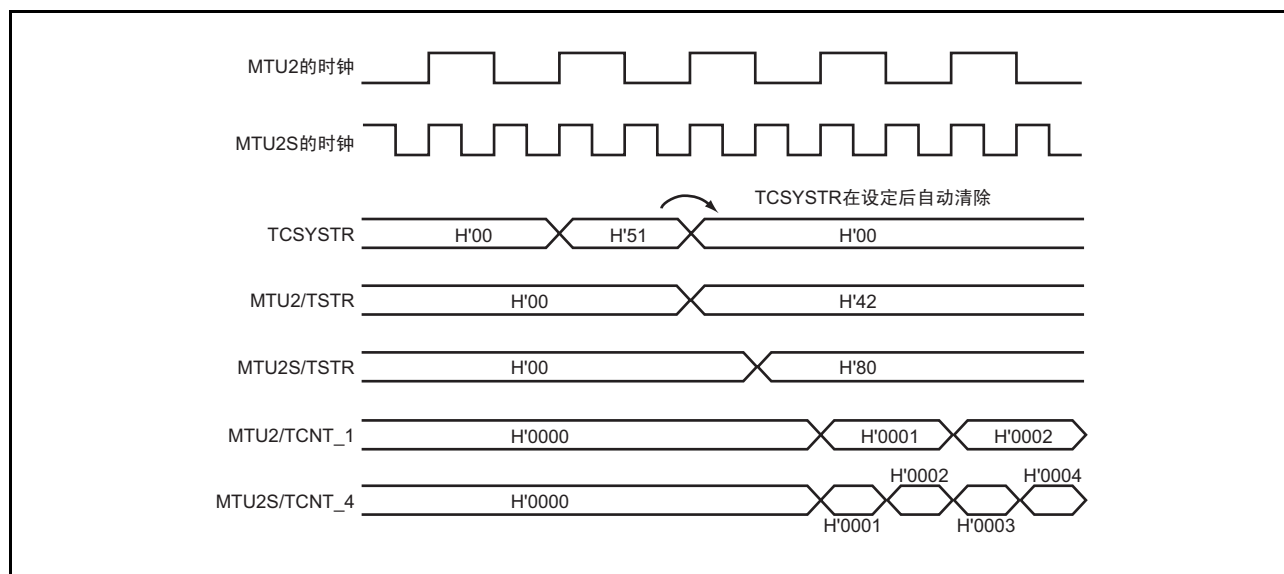 MTU2的时钟
MTU2S的时钟
TCSYSTR在设定后自动清除
TCSYSTR H'00 H'51 H'00
MTU2/TSTR H'00 H'42
MTU2S/TSTR H'00 H'80
MTU2/TCNT_1 H'0000 H'0001 H'0002
H'0002 H'0004
MTU2S/TCNT_4 H'0000
H'0001 H'0003